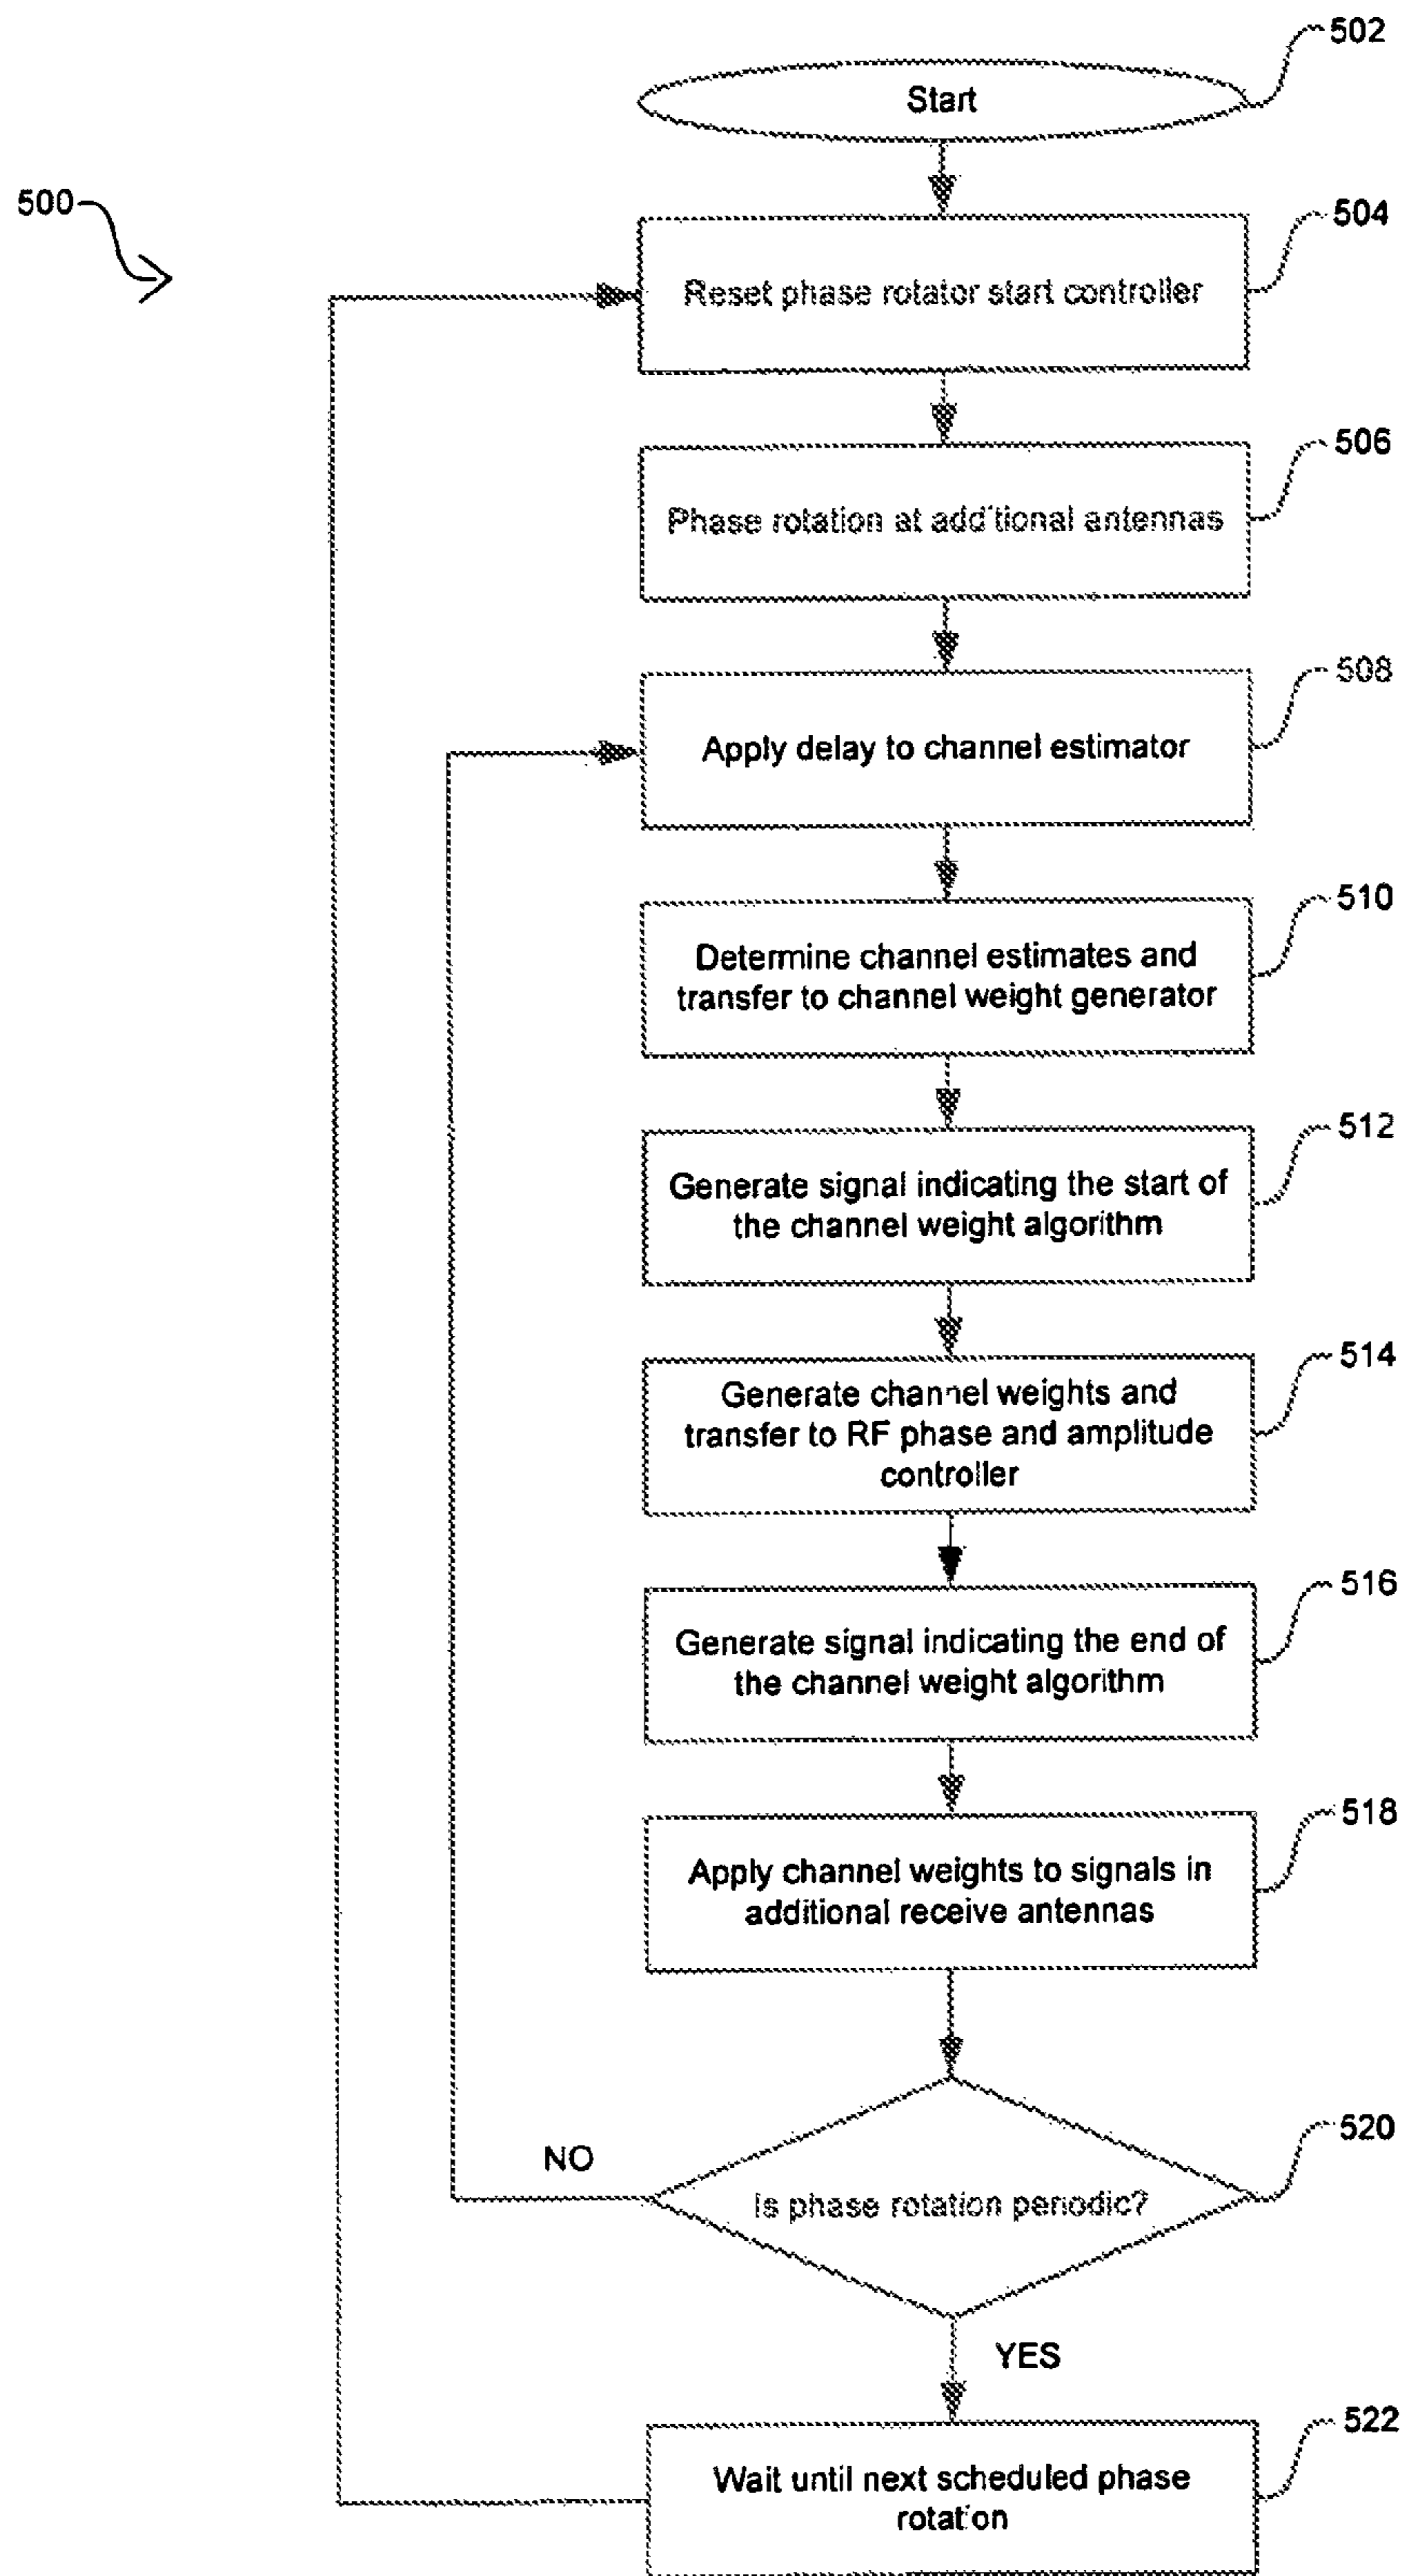 502
Start
500
504
Reset phase rotator start controller
506
Phase rotation at additional antennas
508
Apply delay to channel estimator
510
Determine channel estimates and
transfer to channel weight generator
512
Generate signal indicating the start of
the channel weight algorithm
514
Generate channel weights and
transfer to RF phase and amplitude
controller
516
Generate signal indicating the end of
the channel weight algorithm
518
Apply channel weights to signals in
additional receive antennas
520
NO
Is phase rotation periodic?
YES
522
Wait until next scheduled phase
rotation